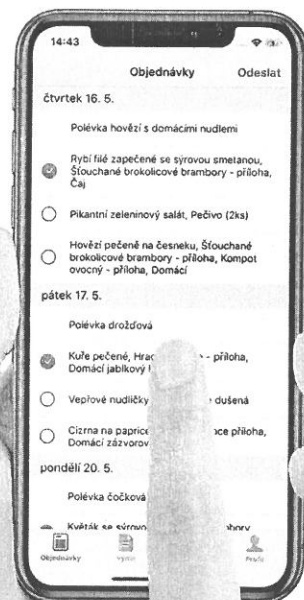 14:43
Objednávky Odeslat
čtvrtek 16. 5.
Polévka hovězí s domácími nudlemi
Rybí filé zapečené se sýrovou smetanou,
Šťouchané brokolicové brambory - příloha,
Čaj
Pikantní zeleninový salát, Pečivo (2ks)
Hovězí pečeně na česneku, Šťouchané
brokolicové brambory - příloha, Kompot
ovocný - příloha, Domácí
pátek 17. 5.
Polévka drožďová
Kuře pečené, - příloha,
Domácí jablkový
Vepřové nudličky dušená
Cizrna na paprice příloha,
Domácí
pondělí 20. 5.
Polévka čočková
Květák se
Objednávky Profil